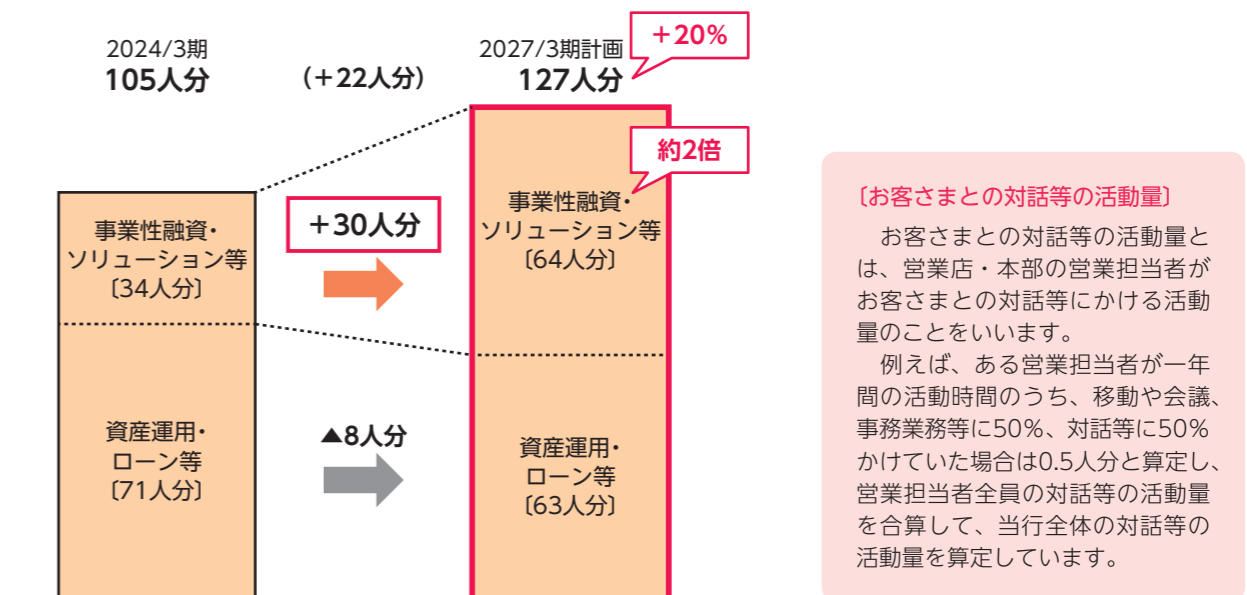 2024/3期
105人分
(＋22人分)
2027/3期計画
127人分
＋20%
約2倍
事業性融資・
ソリューション等
〔34人分〕
＋30人分
事業性融資・
ソリューション等
〔64人分〕
資産運用・
ローン等
〔71人分〕
▲8人分
資産運用・
ローン等
〔63人分〕
〔お客さまとの対話等の活動量〕
　お客さまとの対話等の活動量と
は、営業店・本部の営業担当者が
お客さまとの対話等にかける活動
量のことをいいます。
　例えば、ある営業担当者が一年
間の活動時間のうち、移動や会議、
事務業務等に50%、対話等に50%
かけていた場合は0.5人分と算定し、
営業担当者全員の対話等の活動量
を合算して、当行全体の対話等の
活動量を算定しています。